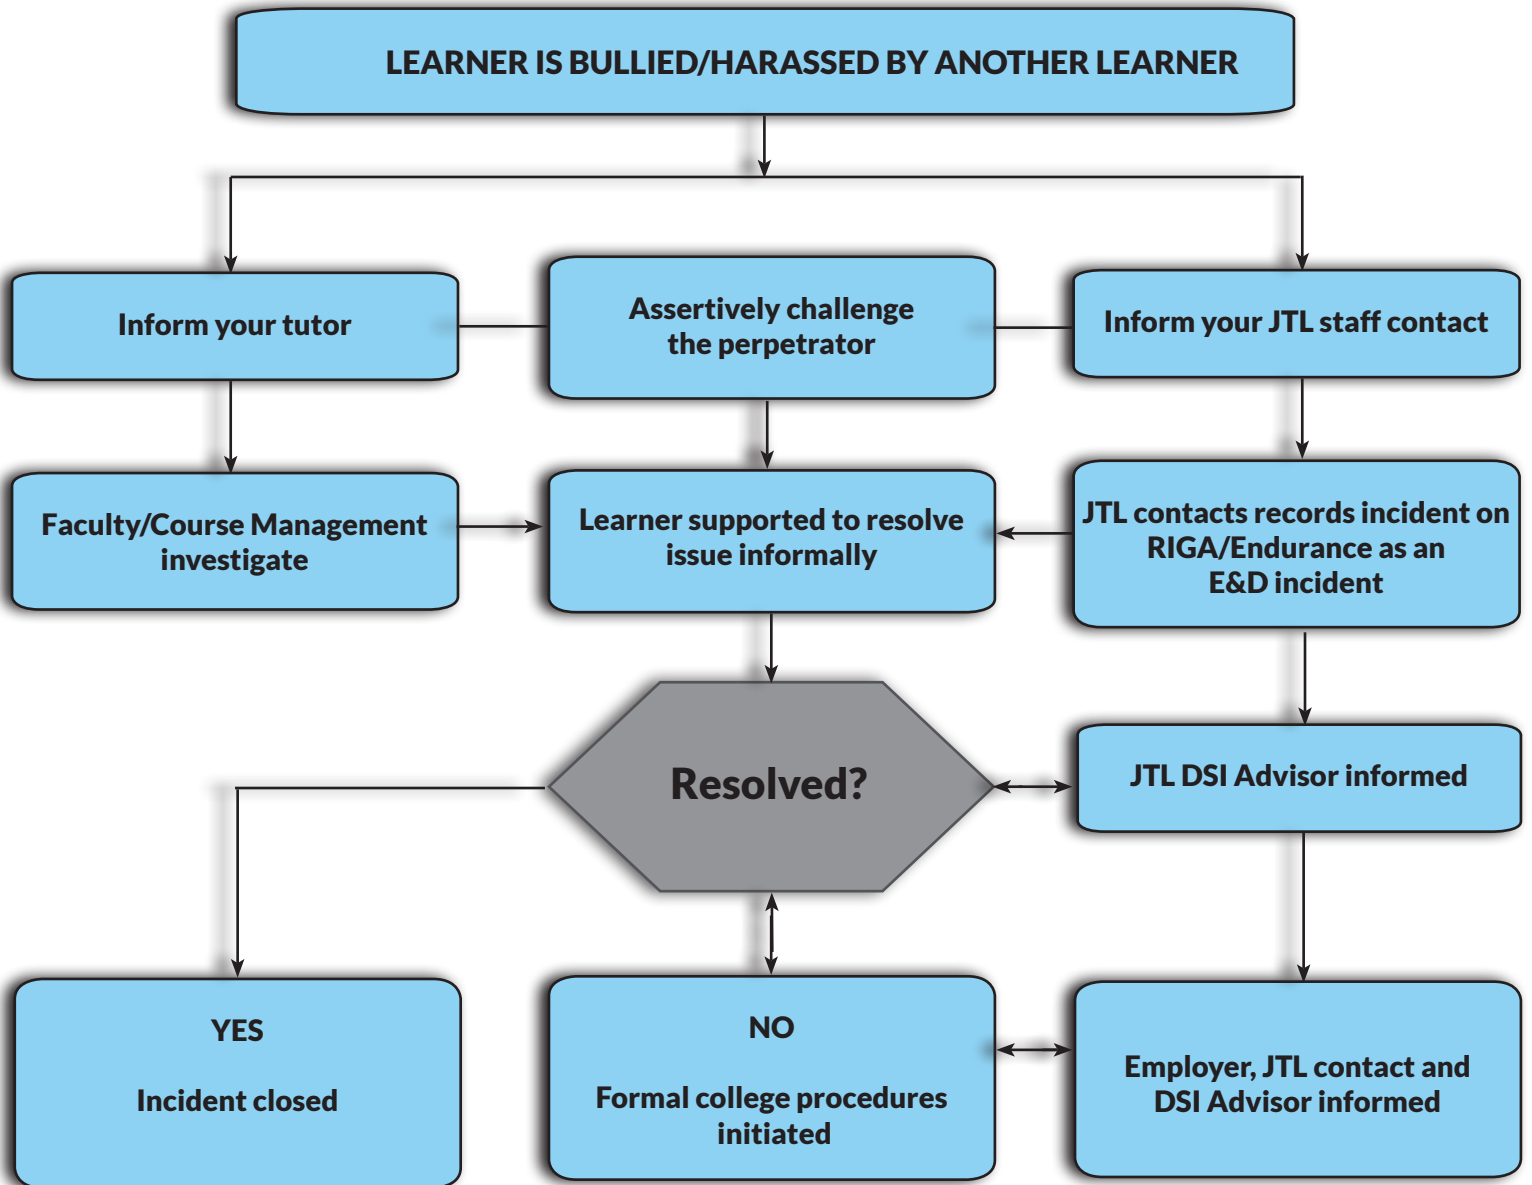 LEARNER IS BULLIED/HARASSED BY ANOTHER LEARNER
Inform your tutor
Assertively challenge
the perpetrator
Inform your JTL staff contact
Faculty/Course Management
investigate
Learner supported to resolve
issue informally
JTL contacts records incident on
RIGA/Endurance as an
E&D incident
Resolved?
JTL DSI Advisor informed
YES
Incident closed
NO
Formal college procedures
initiated
Employer, JTL contact and
DSI Advisor informed